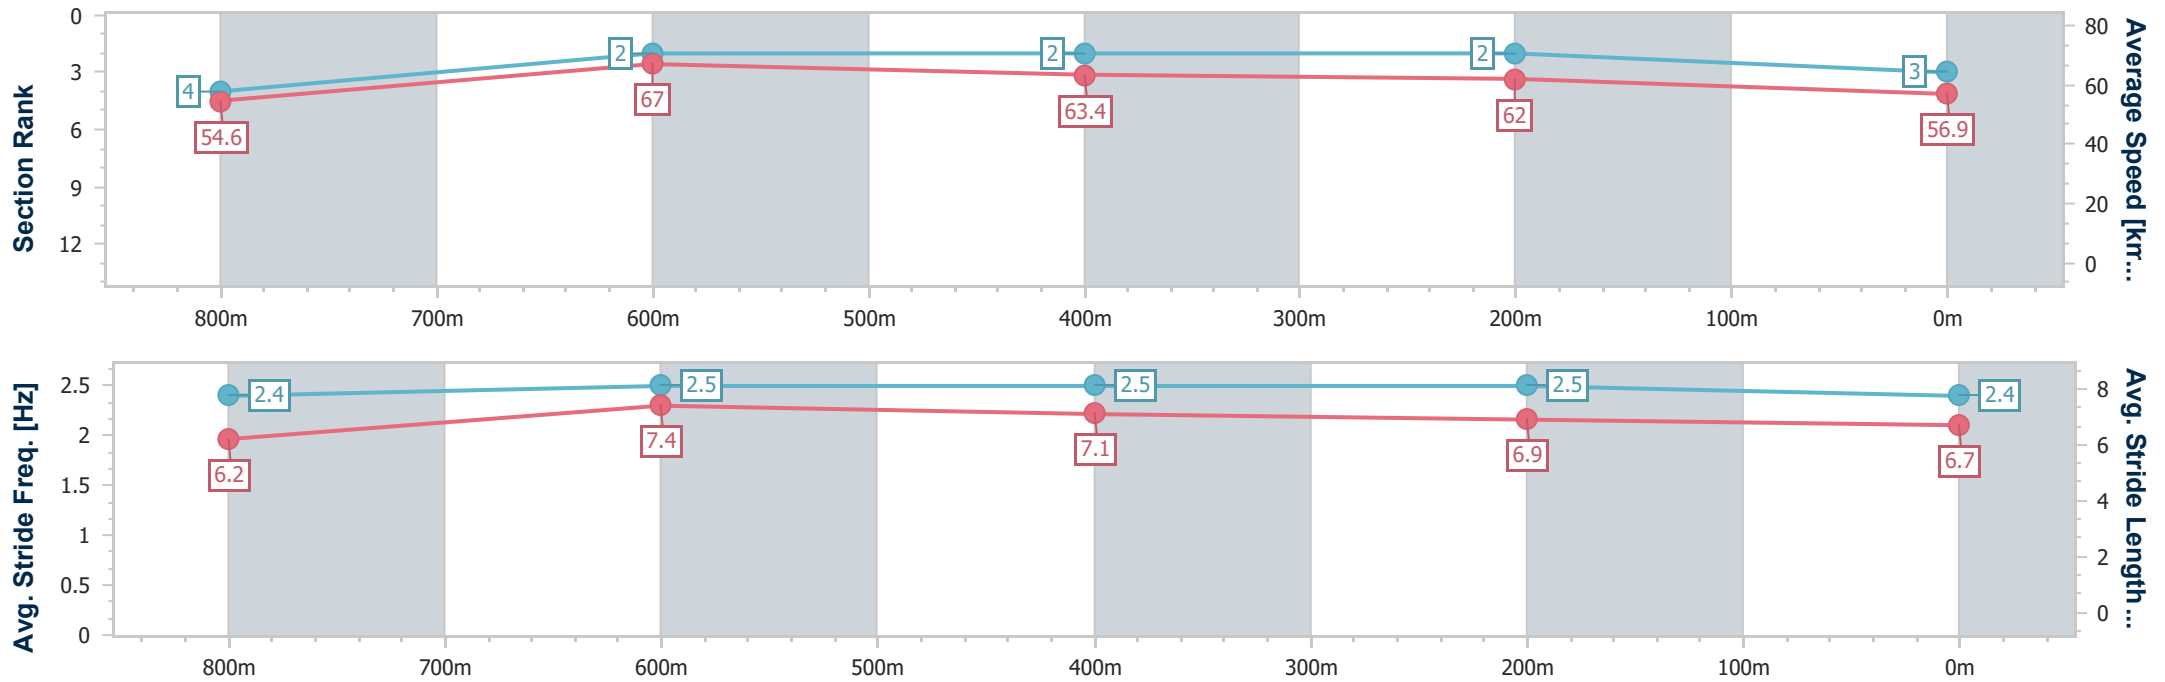 Section Rank
0
3
6
9
12
4
2
2
2
3
54.6
67
63.4
62
56.9
80
60
40
20
0
Average Speed [km...
800m
700m
600m
500m
400m
300m
200m
100m
0m
Avg. Stride Freq. [Hz]
2.5
2
1.5
1
0.5
0
2.4
2.5
2.5
2.5
2.4
6.2
7.4
7.1
6.9
6.7
8
6
4
2
0
Avg. Stride Length ...
800m
700m
600m
500m
400m
300m
200m
100m
0m